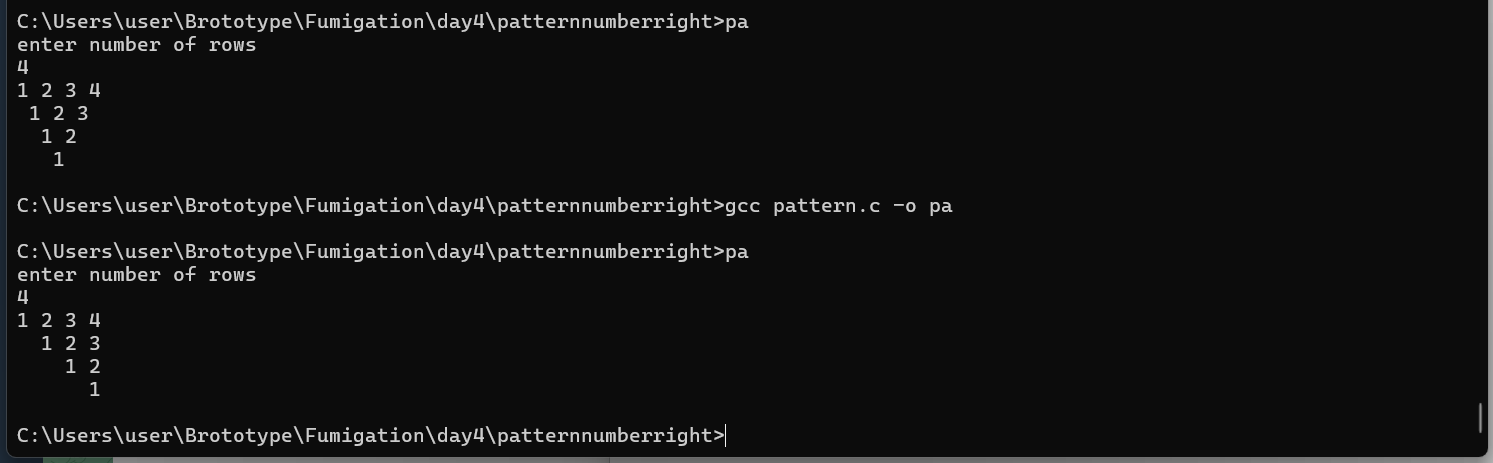 C:\Users\user\Brototype\Fumigation\day4\patternnumberright>pa
enter number of rows
4
1 2 3 4
 1 2 3
  1 2
   1

C:\Users\user\Brototype\Fumigation\day4\patternnumberright>gcc pattern.c -o pa

C:\Users\user\Brototype\Fumigation\day4\patternnumberright>pa
enter number of rows
4
1 2 3 4
  1 2 3
    1 2
      1

C:\Users\user\Brototype\Fumigation\day4\patternnumberright>